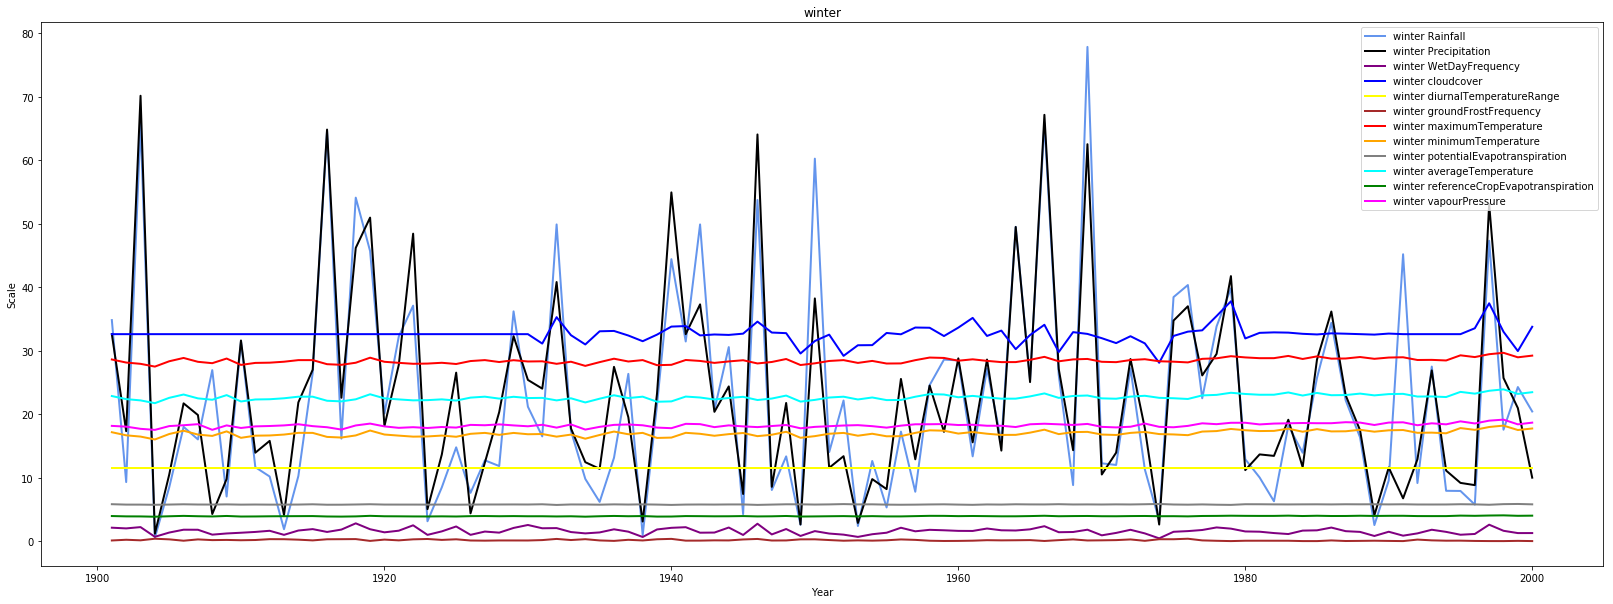 winter
80
70
60
50
40
30
20
10
0
Scale
1900
1920
1940
1960
1980
2000
Year
winter Rainfall
winter Precipitation
winter WetDayFrequency
winter cloudcover
winter diurnalTemperatureRange
winter groundFrostFrequency
winter maximumTemperature
winter minimumTemperature
winter potentialEvapotranspiration
winter averageTemperature
winter referenceCropEvapotranspiration
winter vapourPressure